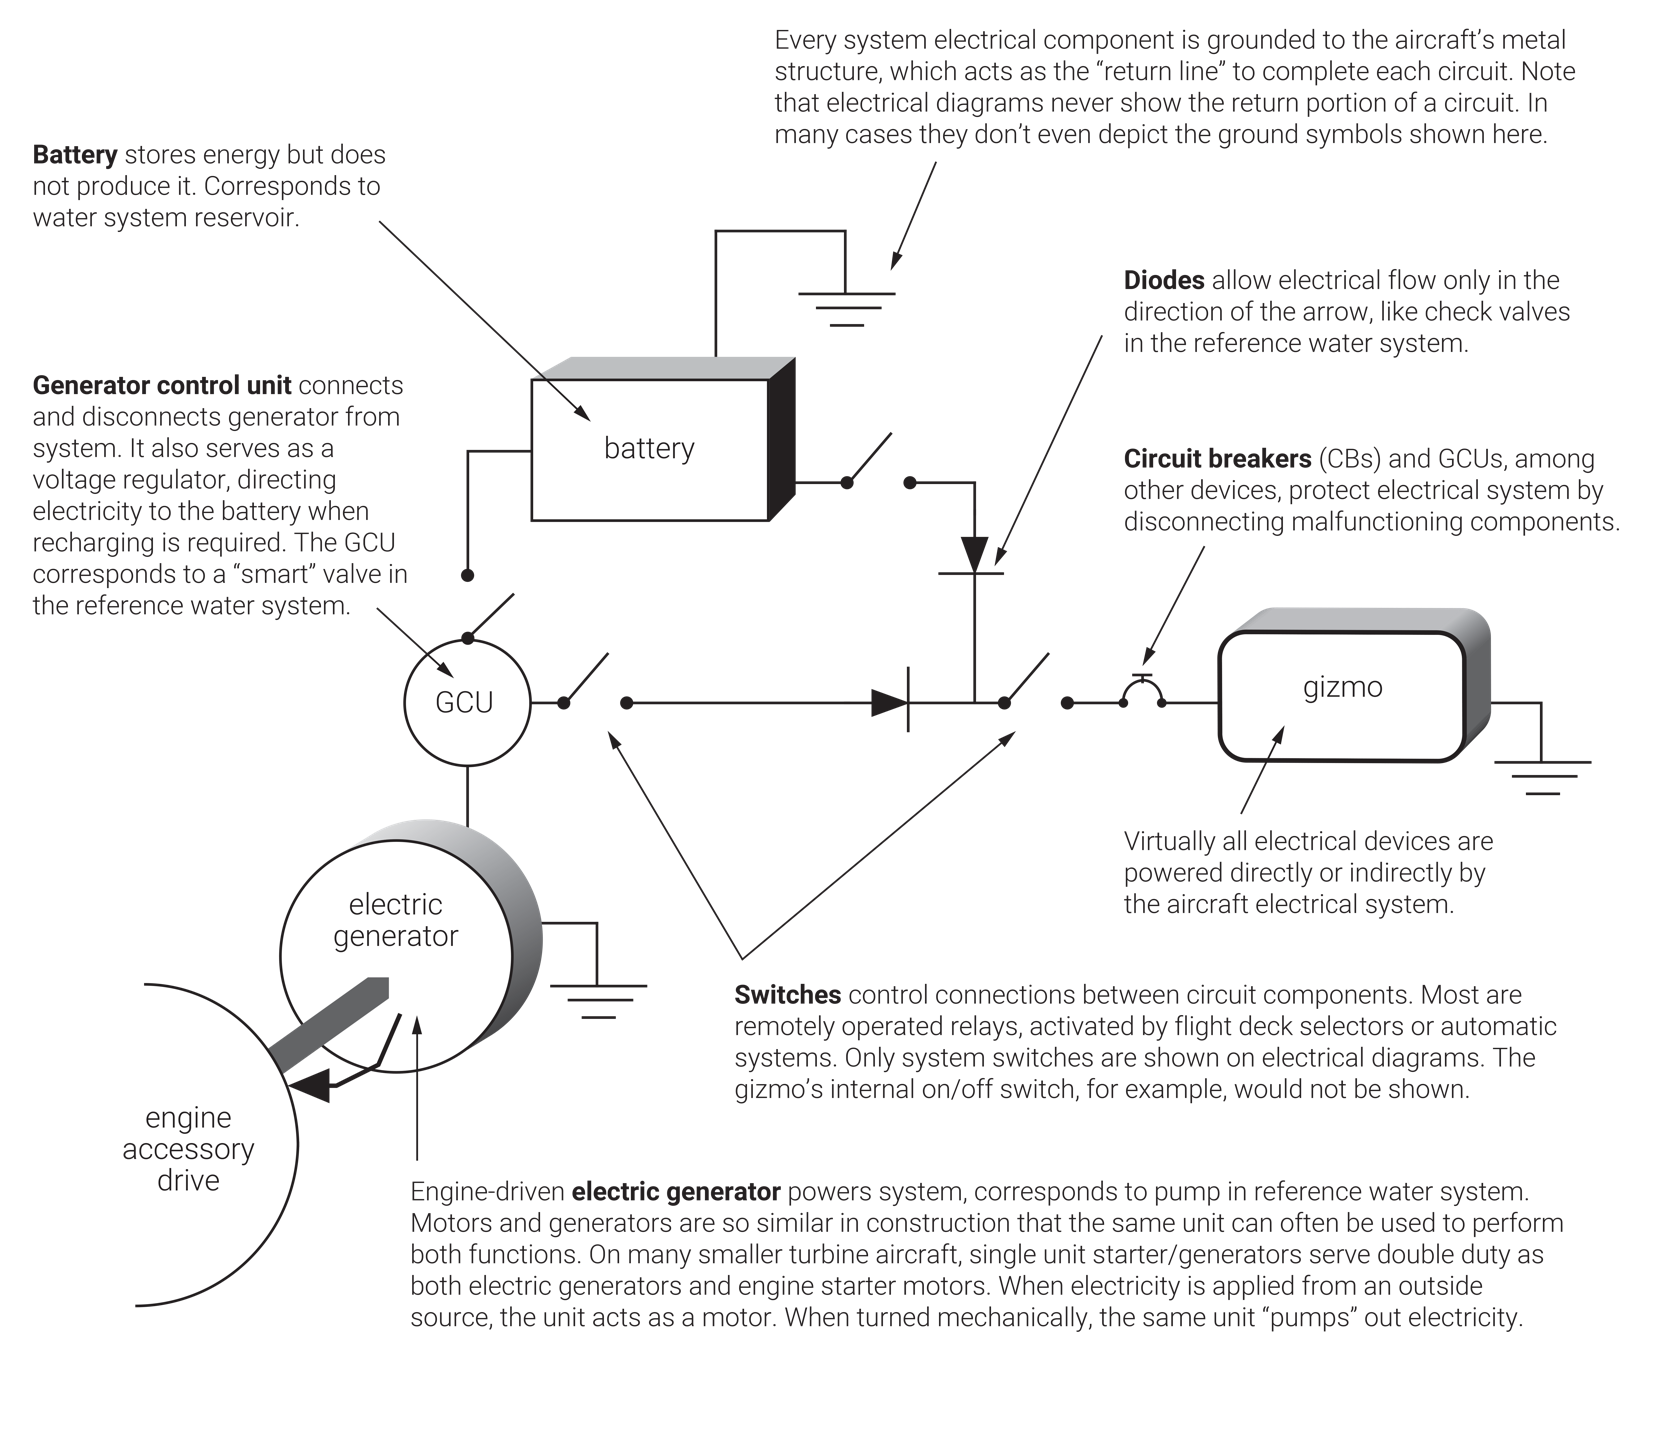 Every system electrical component is grounded to the aircraft’s metal
structure, which acts as the “return line” to complete each circuit. Note
that electrical diagrams never show the return portion of a circuit. In
many cases they don’t even depict the ground symbols shown here.
Battery stores energy but does
not produce it. Corresponds to
water system reservoir.
Diodes allow electrical flow only in the
direction of the arrow, like check valves
in the reference water system.
Generator control unit connects
and disconnects generator from
system. It also serves as a
voltage regulator, directing
electricity to the battery when
recharging is required. The GCU
corresponds to a “smart” valve in
the reference water system.
battery
Circuit breakers (CBs) and GCUs, among
other devices, protect electrical system by
disconnecting malfunctioning components.
GCU
gizmo
Virtually all electrical devices are
powered directly or indirectly by
the aircraft electrical system.
electric
generator
Switches control connections between circuit components. Most are
remotely operated relays, activated by flight deck selectors or automatic
systems. Only system switches are shown on electrical diagrams. The
gizmo’s internal on/off switch, for example, would not be shown.
engine
accessory
drive
Engine-driven electric generator powers system, corresponds to pump in reference water system.
Motors and generators are so similar in construction that the same unit can often be used to perform
both functions. On many smaller turbine aircraft, single unit starter/generators serve double duty as
both electric generators and engine starter motors. When electricity is applied from an outside
source, the unit acts as a motor. When turned mechanically, the same unit “pumps” out electricity.